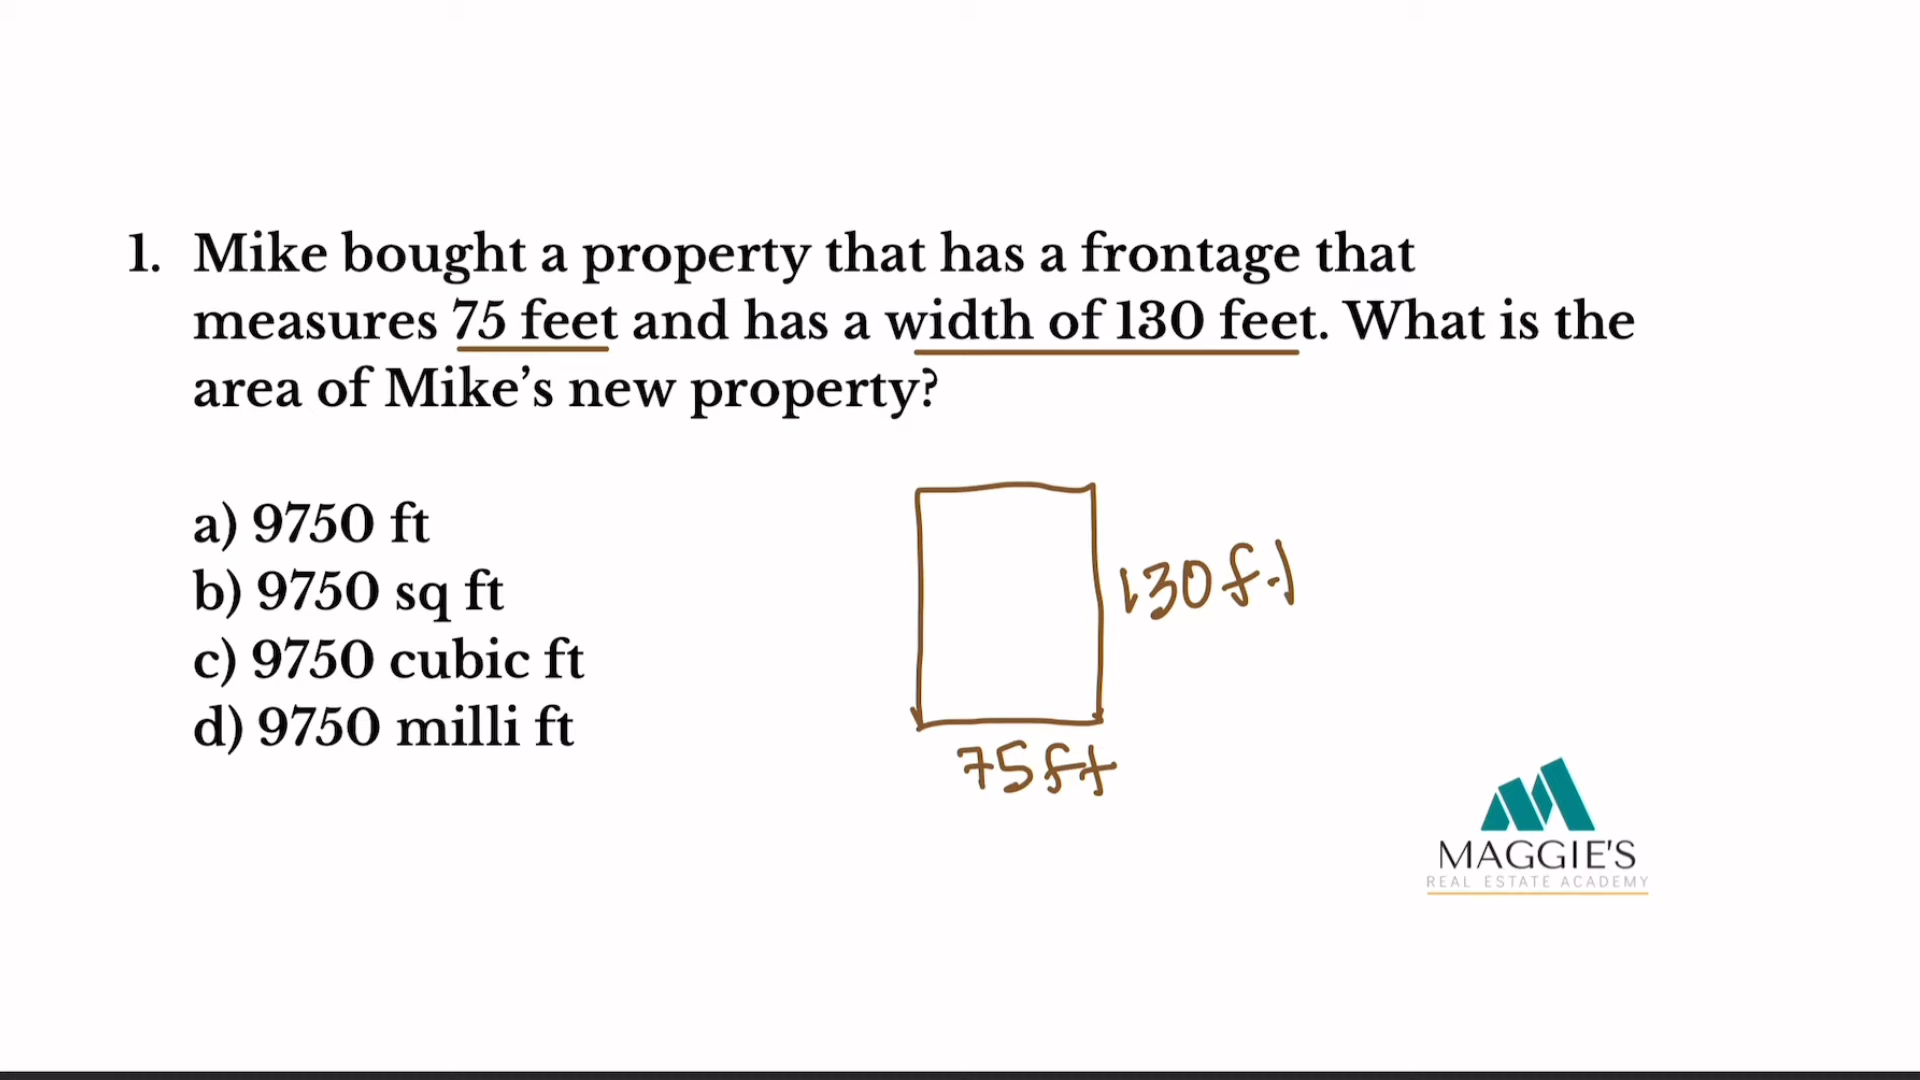 1. Mike bought a property that has a frontage that
measures 75 feet and has a width of 130 feet. What is the
area of Mike’s new property?
a) 9750 ft
b) 9750 sq ft
c) 9750 cubic ft
d) 9750 milli ft
130 ft
75 ft
MAGGIE'S
REAL ESTATE ACADEMY